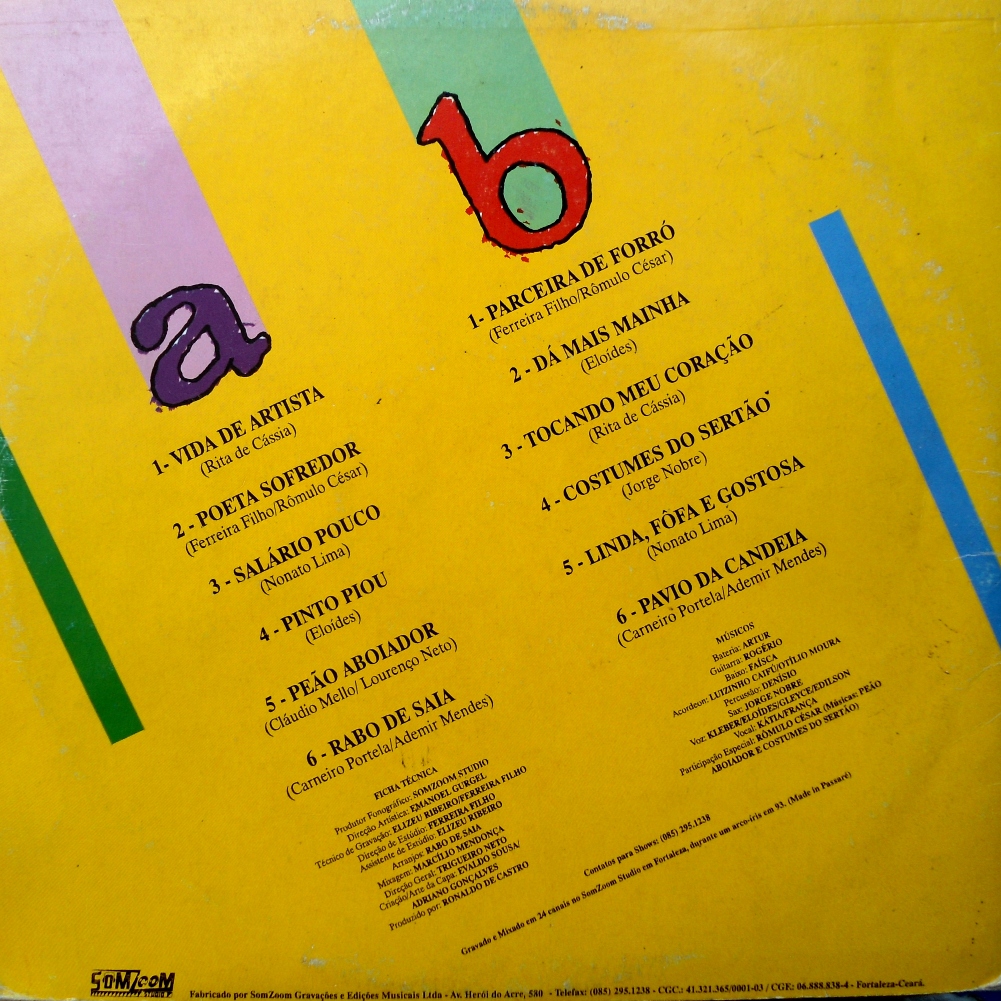 a
1- VIDA DE ARTISTA
(Rita de Cássia)
2 - POETA SOFREDOR
(Ferreira Filho/Rômulo César)
3 - SALÁRIO POUCO
(Nonato Lima)
4 - PINTO PIOU
(Eloídes)
5 - PEÃO ABOIADOR
(Cláudio Mello/ Lourenço Neto)
6 - RABO DE SAIA
(Carneiro Portela/Ademir Mendes)
FICHA TÉCNICA
Produtor Fonográfico: SOMZOOM STUDIO
Direção Artística: EMANOEL GURGEL
Técnico de Gravação: ELIZEU RIBEIRO/FERREIRA FILHO
Direção de Estúdio: FERREIRA FILHO
Assistente de Estúdio: ELIZEU RIBEIRO
Arranjos: RABO DE SAIA
Mixagem: MARCÍLIO MENDONÇA
Direção Geral: TRIGUEIRO NETO
Criação/Arte da Capa: EVALDO SOUSA/
ADRIANO GONÇALVES
Produzido por: RONALDO DE CASTRO
b
1- PARCEIRA DE FORRÓ
(Ferreira Filho/Rômulo César)
2 - DÁ MAIS MAINHA
(Eloídes)
3 - TOCANDO MEU CORAÇÃO
(Rita de Cássia)
4 - COSTUMES DO SERTÃO
(Jorge Nobre)
5 - LINDA, FÔFA E GOSTOSA
(Nonato Lima)
6 - PAVIO DA CANDEIA
(Carneiro Portela/Ademir Mendes)
MÚSICOS
Bateria: ARTUR
Guitarra: ROGÉRIO
Baixo: FAÍSCA
Acordeon: LUIZINHO CAIFÚ/OTÍLIO MOURA
Percussão: DENÍSIO
Sax: JORGE NOBRE
Voz: KLEBER/ELOÍDES/GLEYCE/EDILSON
Vocal: KÁTIA/FRANÇA
Participação Especial: RÔMULO CÉSAR (Músicas: PEÃO
ABOIADOR E COSTUMES DO SERTÃO)
Contatos para Shows: (085) 295.1238
Gravado e Mixado em 24 canais no SomZoom Studio em Fortaleza, durante um arco-íris em 93. (Made in Passaré)
SOMZOOM
STUDIO
Fabricado por SomZoom Gravações e Edições Musicais Ltda - Av. Herói do Acre, 580 - Telefax: (085) 295.1238 - CGC.: 41.321.365/0001-03 / CGF.: 06.888.838-4 - Fortaleza-Ceará.